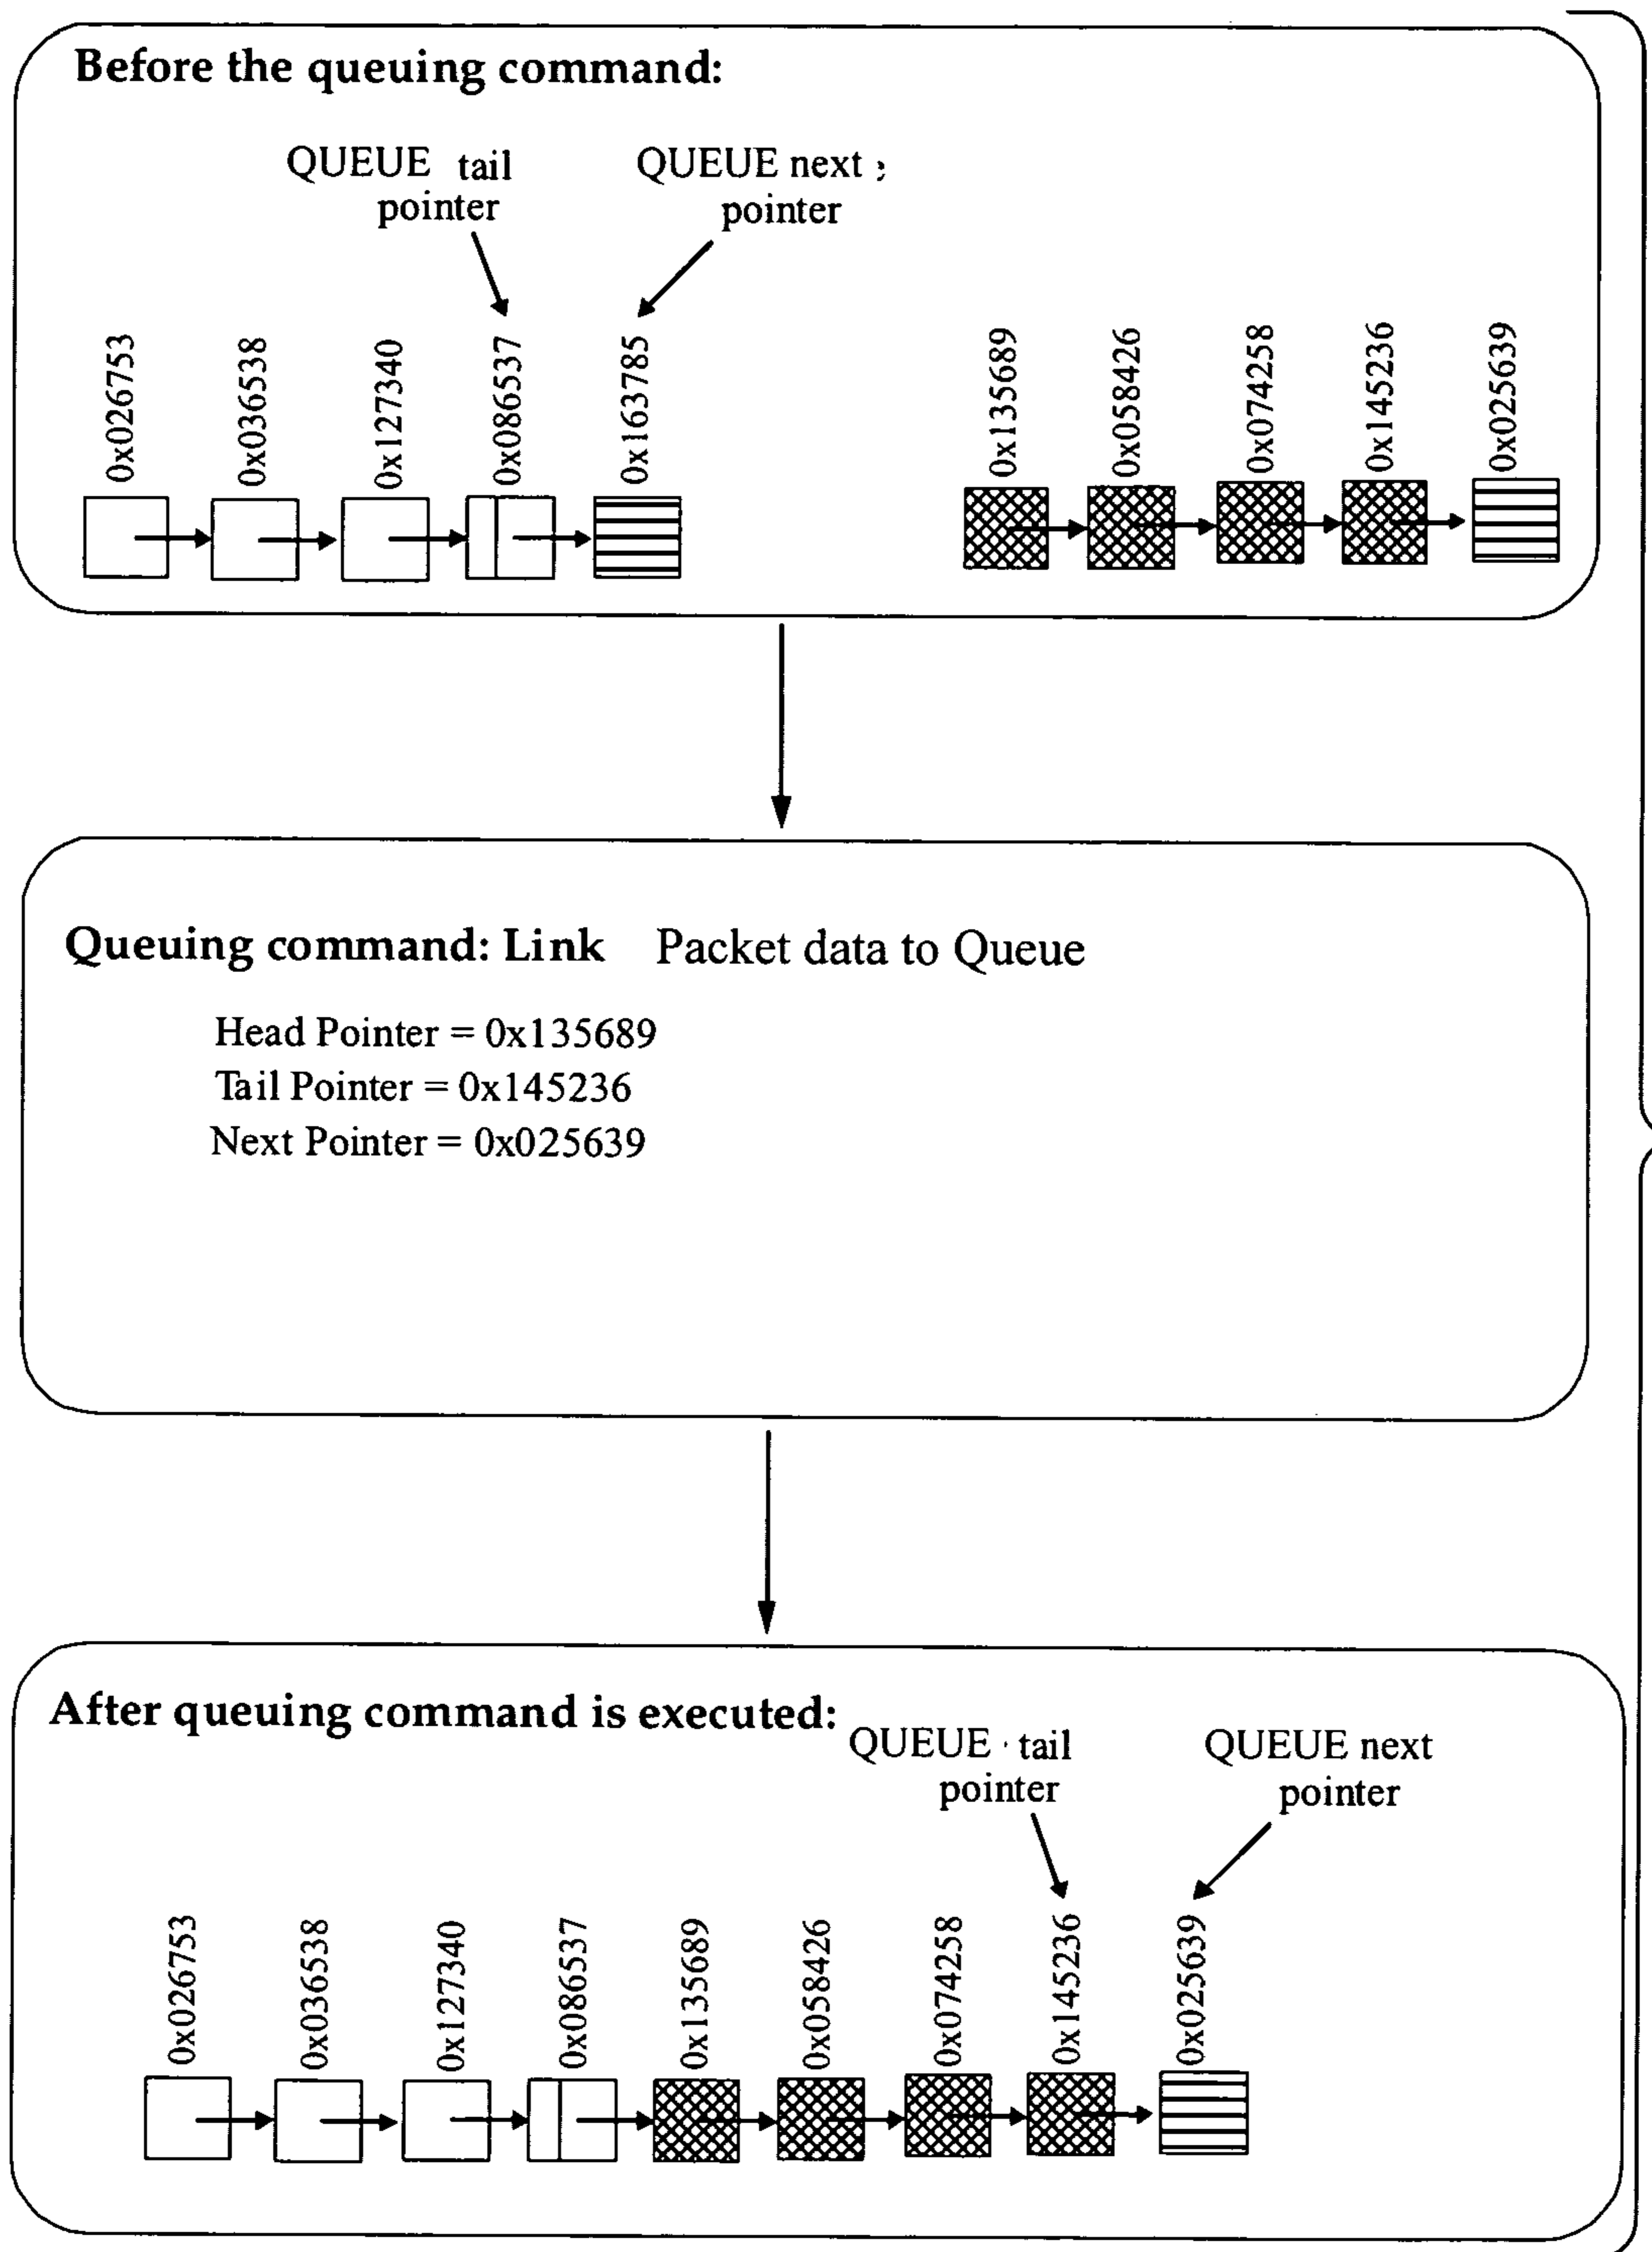 Before the queuing command:
QUEUE tail
pointer
QUEUE next ;
pointer
0x026753
0x036538
0x127340
0x086537
0x163785
0x135689
0x058426
0x074258
0x145236
0x025639
Queuing command: Link Packet data to Queue
Head Pointer = 0x135689
Tail Pointer = 0x145236
Next Pointer = 0x025639
After queuing command is executed:
QUEUE tail
pointer
QUEUE next
pointer
0x026753
0x036538
0x127340
0x086537
0x135689
0x058426
0x074258
0x145236
0x025639